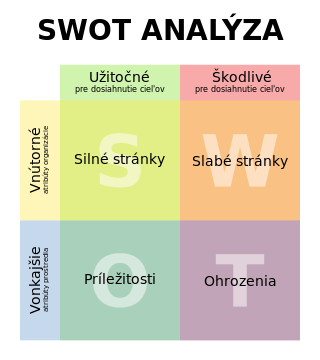 SWOT ANALÝZA
Užitočné
pre dosiahnutie cieľov
Škodlivé
pre dosiahnutie cieľov
Vnútorné
atribúty organizácie
S
Silné stránky
W
Slabé stránky
Vonkajšie
atribúty prostredia
O
Príležitosti
T
Ohrozenia